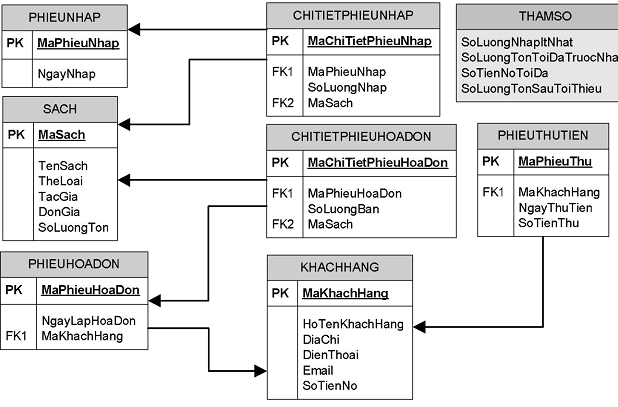 PHIEUNHAP
PK MaPhieuNhap
NgayNhap
CHITIETPHIEUNHAP
PK MaChiTietPhieuNhap
FK1 MaPhieuNhap
SoLuongNhap
FK2 MaSach
THAMSO
SoLuongNhapItNhat
SoLuongTonToiDaTruocNha
SoTienNoToiDa
SoLuongTonSauToiThieu
SACH
PK MaSach
TenSach
TheLoai
TacGia
DonGia
SoLuongTon
CHITIETPHIEUHOADON
PK MaChiTietPhieuHoaDon
FK1 MaPhieuHoaDon
SoLuongBan
FK2 MaSach
PHIEUTHUTIEN
PK MaPhieuThu
FK1 MaKhachHang
NgayThuTien
SoTienThu
PHIEUHOADON
PK MaPhieuHoaDon
NgayLapHoaDon
FK1 MaKhachHang
KHACHHANG
PK MaKhachHang
HoTenKhachHang
DiaChi
DienThoai
Email
SoTienNo